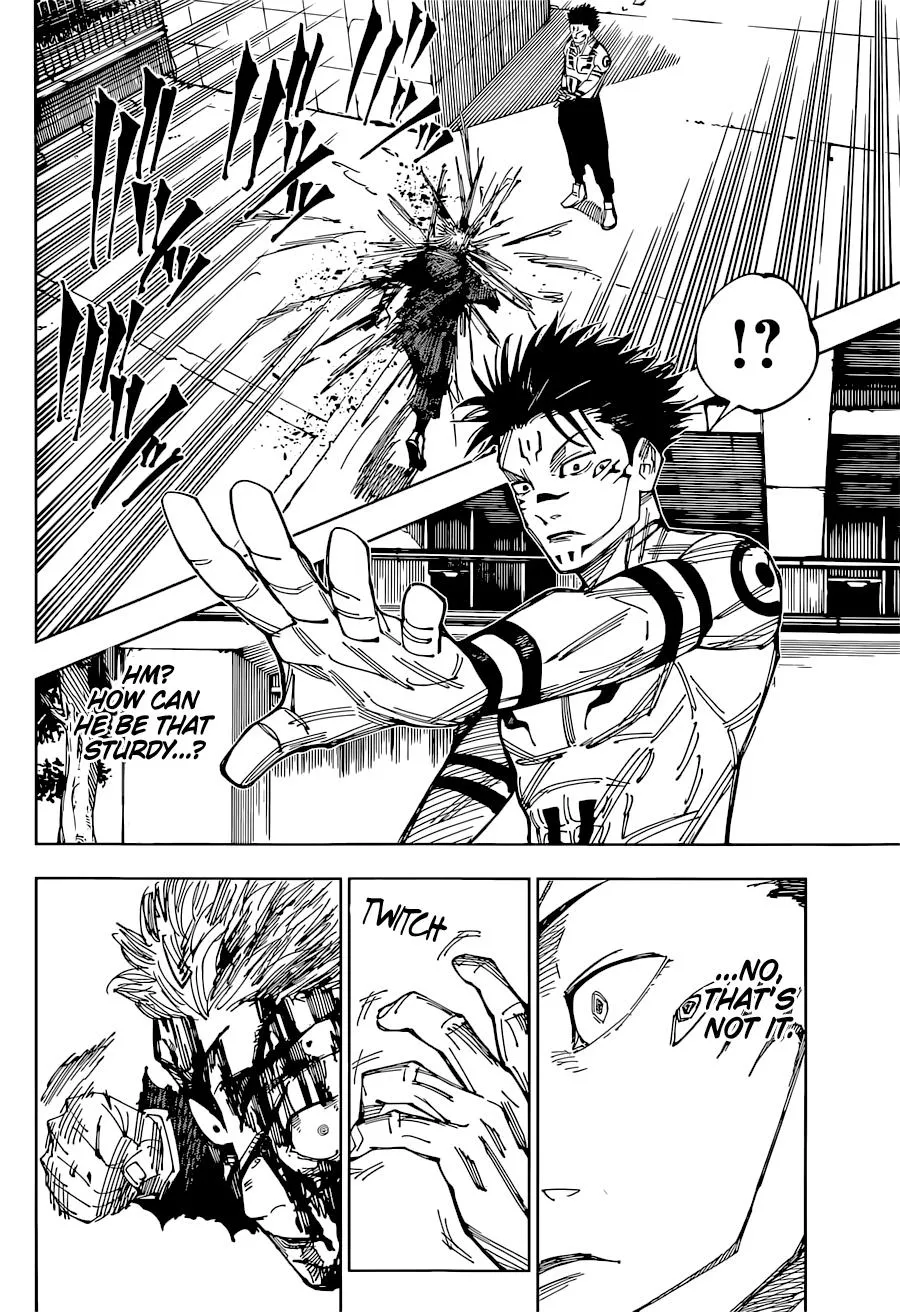 !?
HM?
HOW CAN
HE BE THAT
STURDY...?
...NO,
THAT'S
NOT IT.
TWITCH